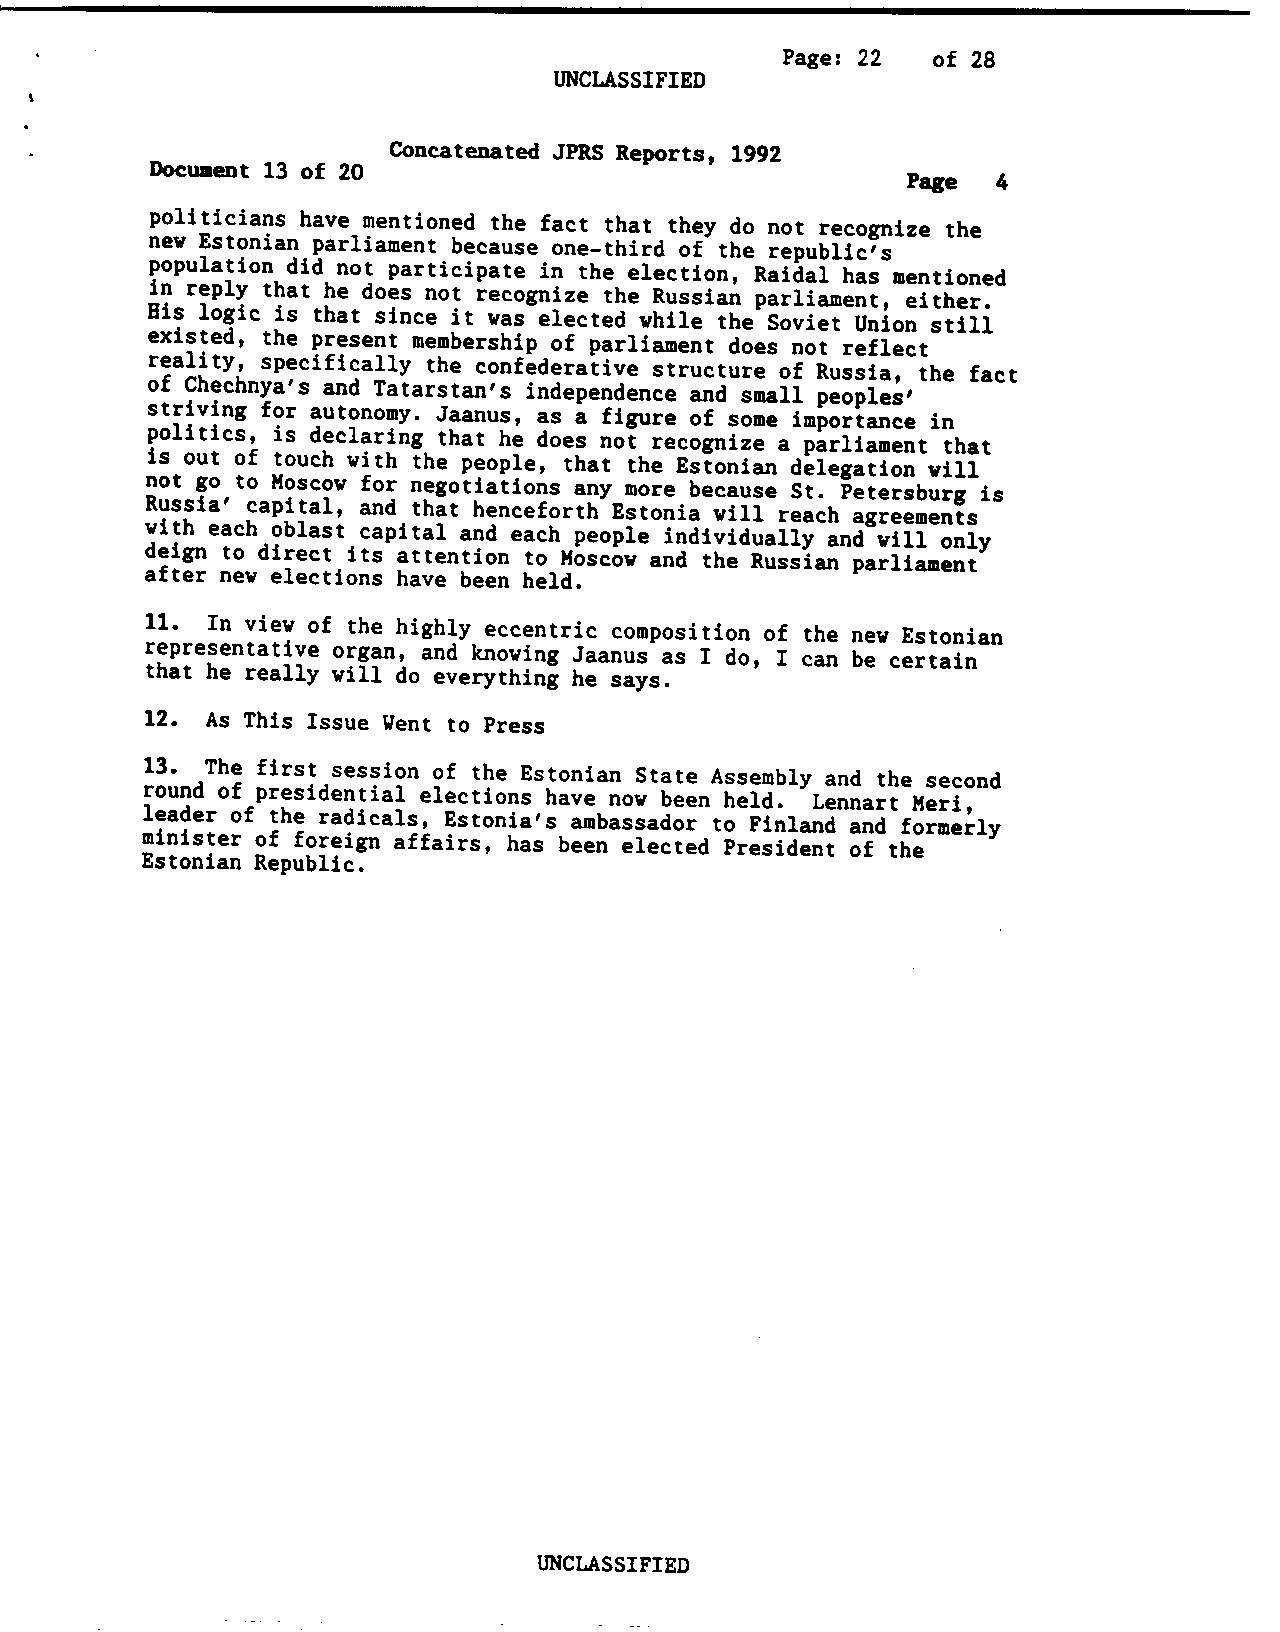 Page: 22 of 28
UNCLASSIFIED
Concatenated JPRS Reports, 1992
Document 13 of 20
Page 4
politicians have mentioned the fact that they do not recognize the
new Estonian parliament because one-third of the republic's
population did not participate in the election, Raidal has mentioned
in reply that he does not recognize the Russian parliament, either.
His logic is that since it was elected while the Soviet Union still
existed, the present membership of parliament does not reflect
reality, specifically the confederative structure of Russia, the fact
of Chechnya's and Tatarstan's independence and small peoples'
striving for autonomy. Jaanus, as a figure of some importance in
politics, is declaring that he does not recognize a parliament that
is out of touch with the people, that the Estonian delegation will
not go to Moscow for negotiations any more because St. Petersburg is
Russia' capital, and that henceforth Estonia will reach agreements
with each oblast capital and each people individually and will only
deign to direct its attention to Moscow and the Russian parliament
after new elections have been held.
11. In view of the highly eccentric composition of the new Estonian
representative organ, and knowing Jaanus as I do, I can be certain
that he really will do everything he says.
12. As This Issue Went to Press
13. The first session of the Estonian State Assembly and the second
round of presidential elections have now been held. Lennart Meri,
leader of the radicals, Estonia's ambassador to Finland and formerly
minister of foreign affairs, has been elected President of the
Estonian Republic.
UNCLASSIFIED